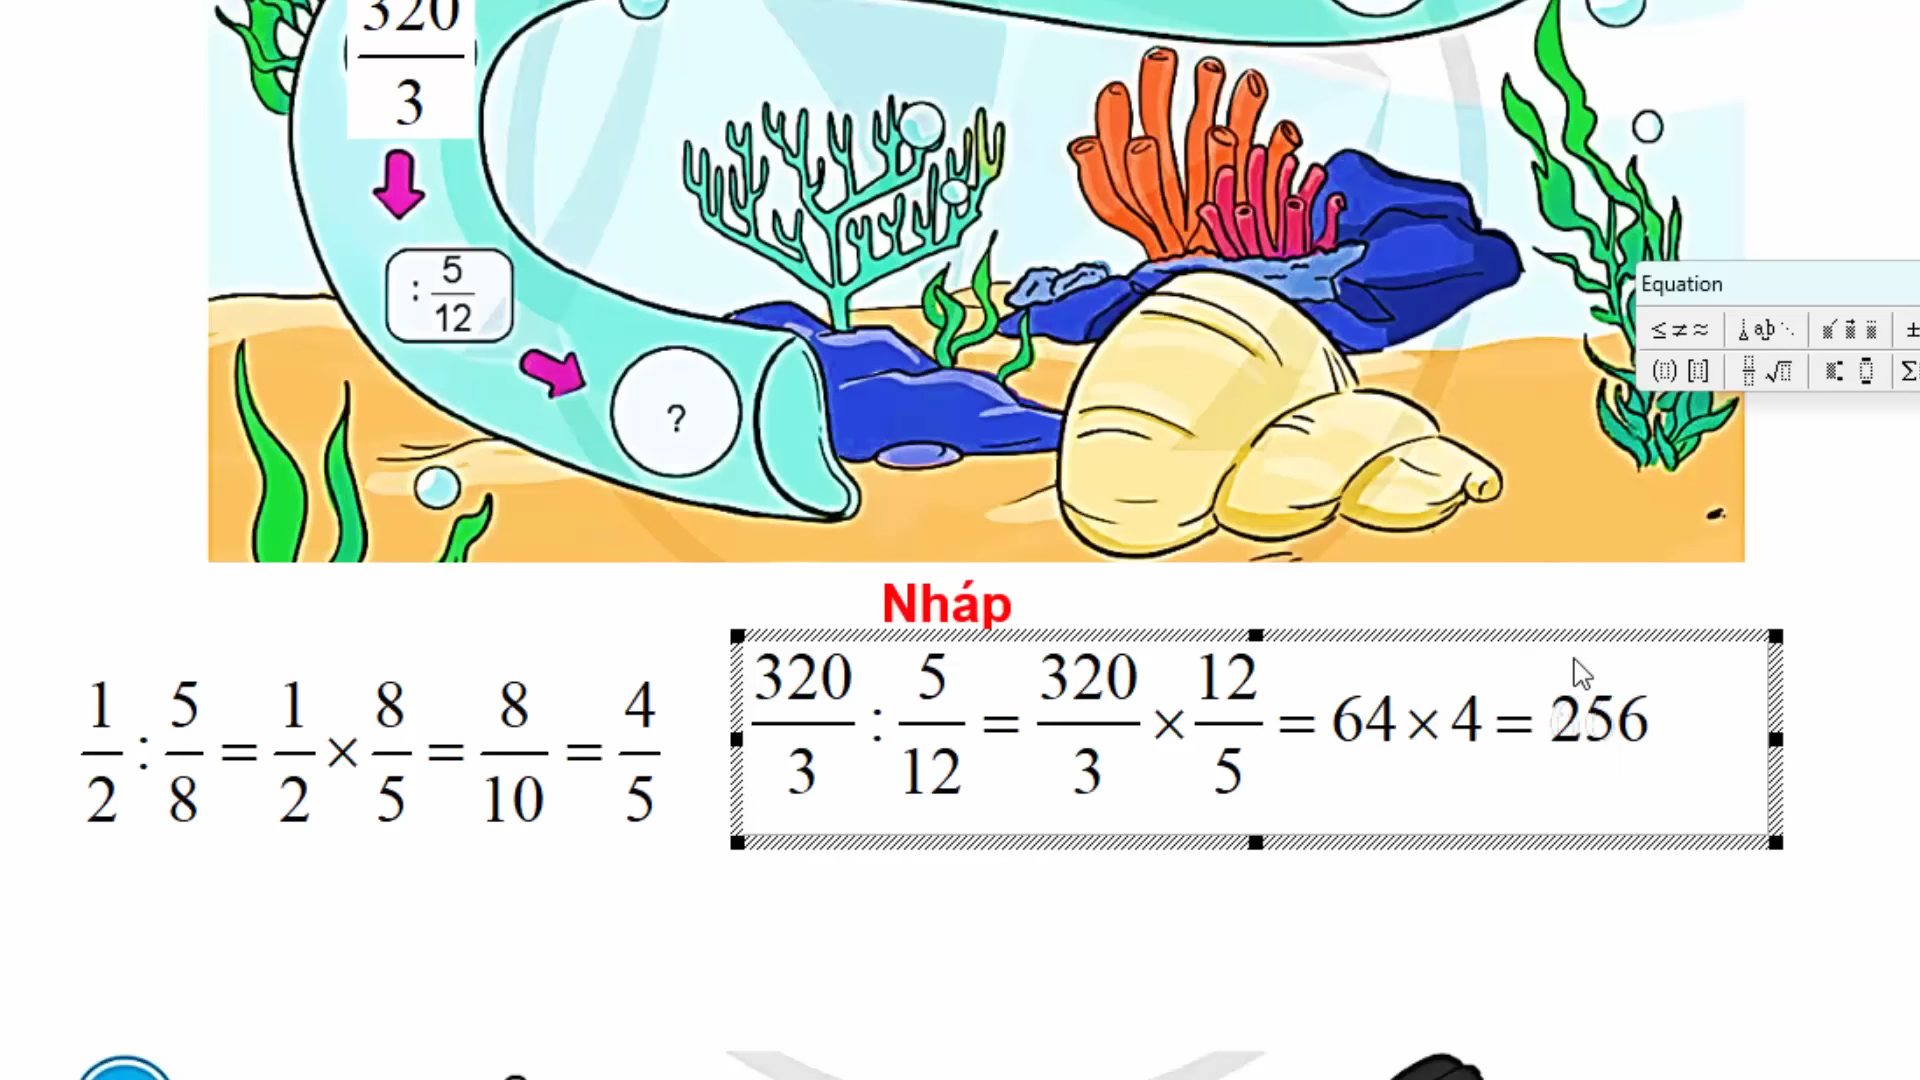 320
3
: 5
12
?
Equation
Nháp
1/2 : 5/8 = 1/2 × 8/5 = 8/10 = 4/5
320/3 : 5/12 = 320/3 × 12/5 = 64 × 4 = 256